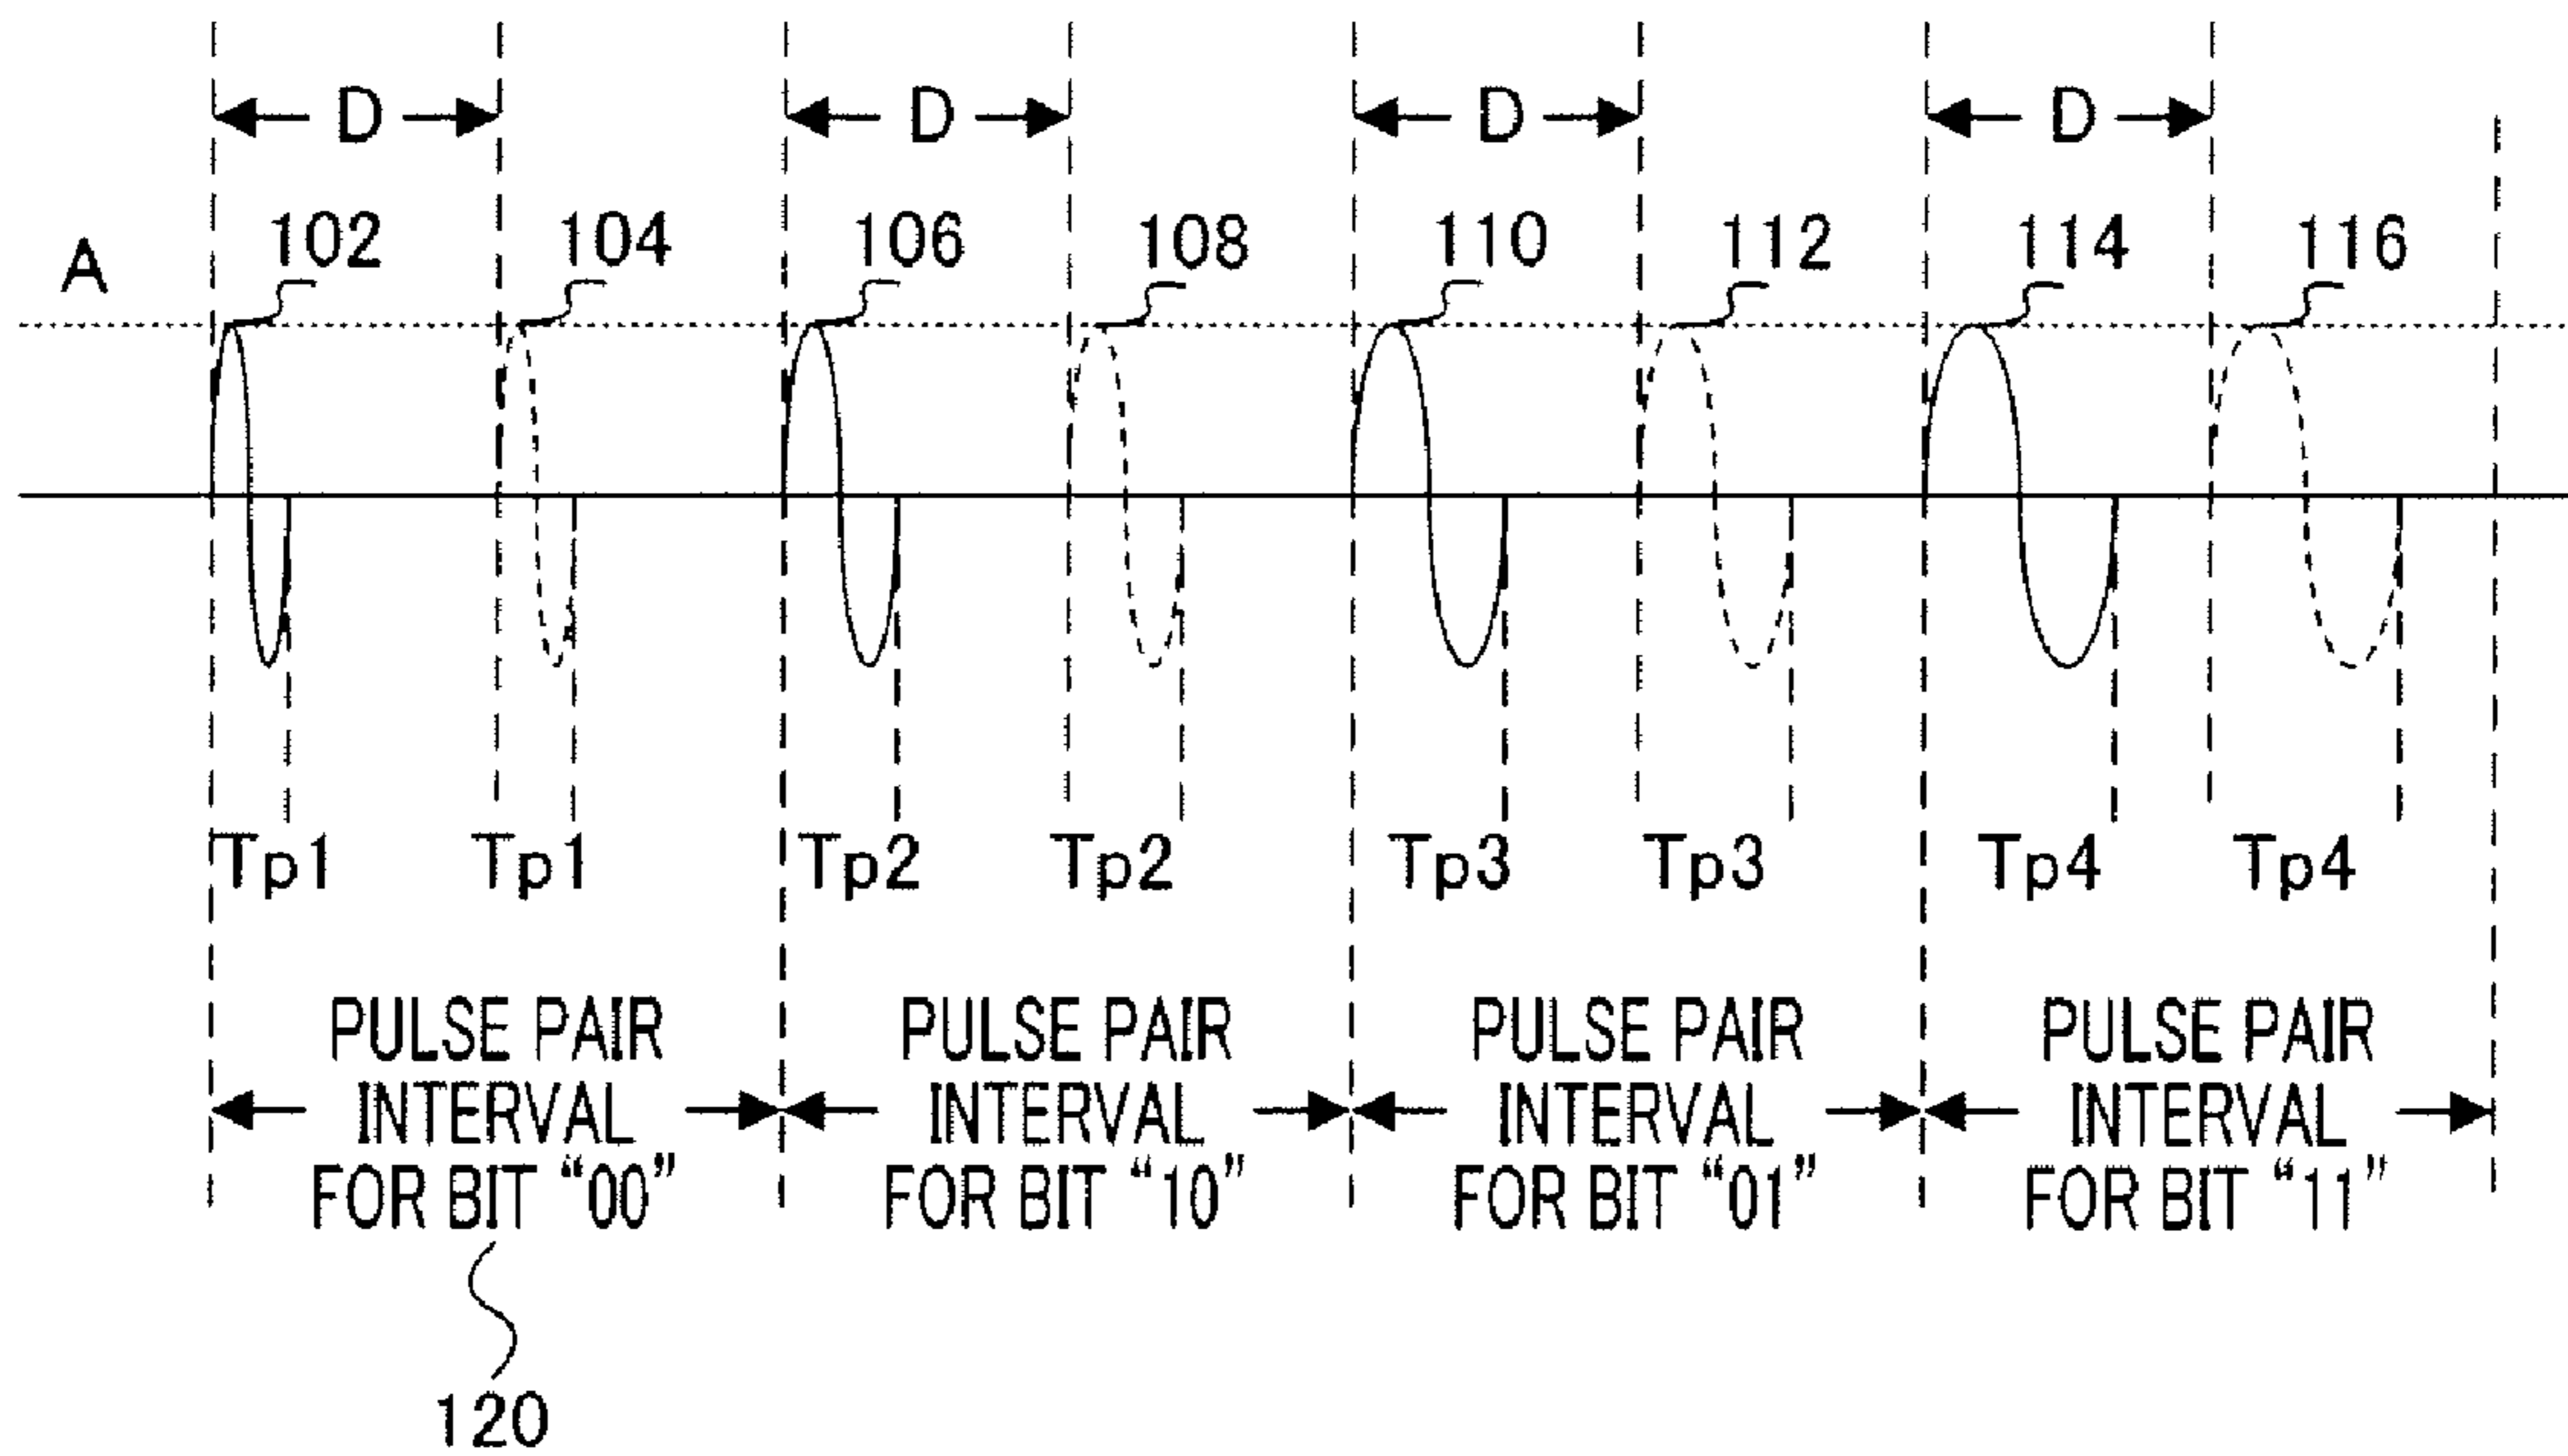 D D D D
A 102 104 106 108 110 112 114 116
Tp1 Tp1 Tp2 Tp2 Tp3 Tp3 Tp4 Tp4
PULSE PAIR
INTERVAL
FOR BIT “00”
PULSE PAIR
INTERVAL
FOR BIT “10”
PULSE PAIR
INTERVAL
FOR BIT “01”
PULSE PAIR
INTERVAL
FOR BIT “11”
120